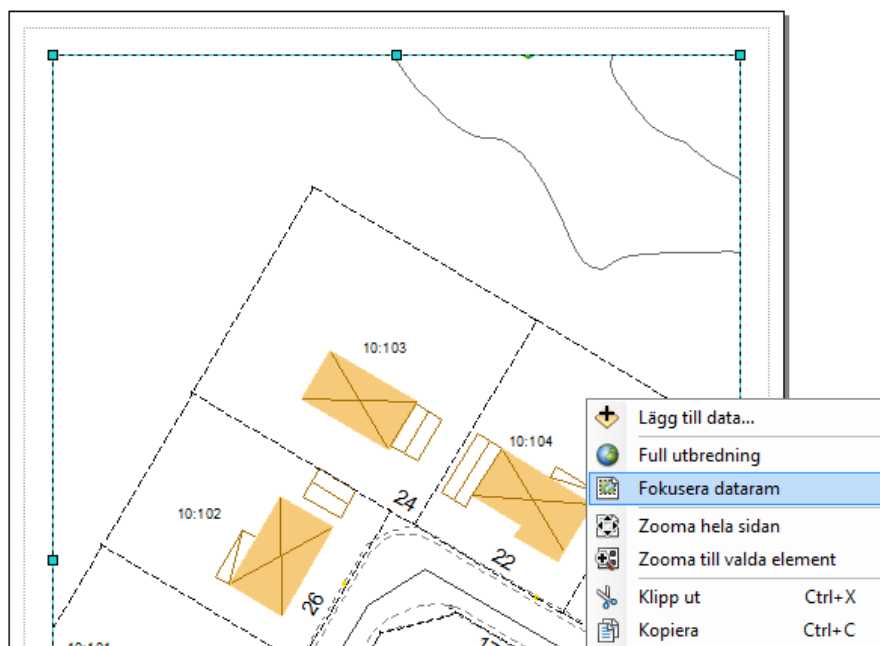 10:103
Lägg till data...
10:104
Full utbredning
Fokusera dataram
24
10:102
Zooma hela sidan
22
Zooma till valda element
26
Klipp ut Ctrl+X
Kopiera Ctrl+C